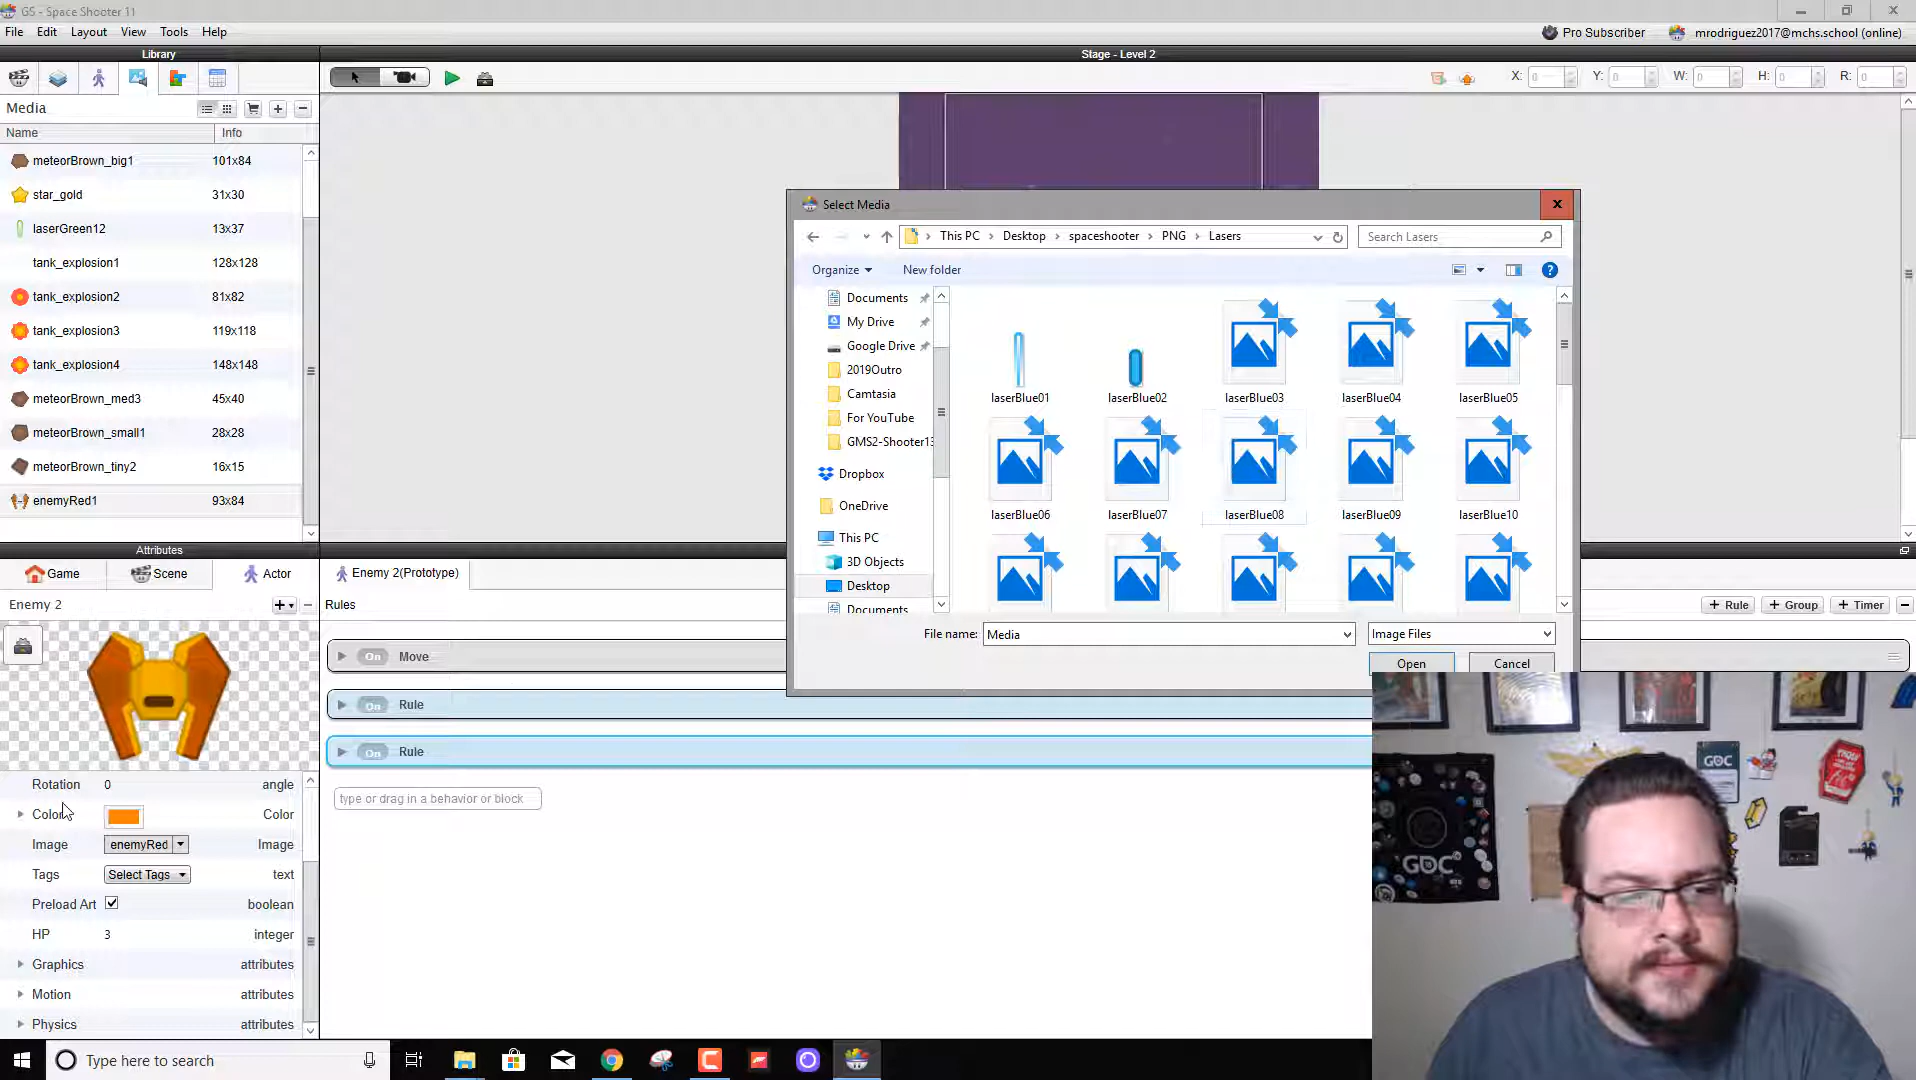 GS - Space Shooter 11
File Edit Layout View Tools Help
Pro Subscriber mrodriguez2017@mchs.school (online)
Library
Stage - Level 2
X: 0 Y: 0 W: 0 H: 0 R: 0
Media
Name Info
meteorBrown_big1 101x84
star_gold 31x30
laserGreen12 13x37
tank_explosion1 128x128
tank_explosion2 81x82
tank_explosion3 119x118
tank_explosion4 148x148
meteorBrown_med3 45x40
meteorBrown_small1 28x28
meteorBrown_tiny2 16x15
enemyRed1 93x84
Select Media
This PC Desktop spaceshooter PNG Lasers
Search Lasers
Organize New folder
Documents
My Drive
Google Drive
2019Outro
Camtasia
For YouTube
GMS2-Shooter13
Dropbox
OneDrive
This PC
3D Objects
Desktop
Documents
laserBlue01 laserBlue02 laserBlue03 laserBlue04 laserBlue05
laserBlue06 laserBlue07 laserBlue08 laserBlue09 laserBlue10
File name: Media Image Files
Open Cancel
Attributes
Game Scene Actor
Enemy 2
Rotation 0 angle
Color Color
Image enemyRed Image
Tags Select Tags text
Preload Art boolean
HP 3 integer
Graphics attributes
Motion attributes
Physics attributes
Enemy 2(Prototype)
Rules
+ Rule + Group + Timer
On Move
On Rule
On Rule
type or drag in a behavior or block
GDC
GDC
Type here to search